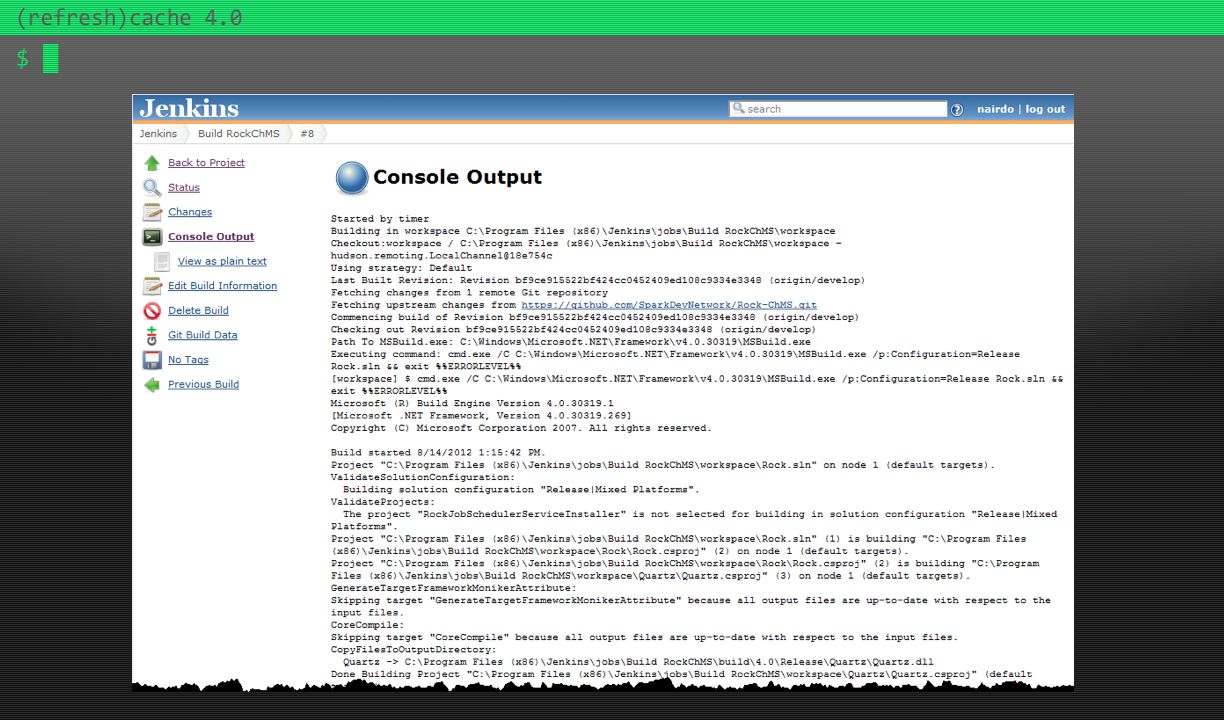 (refresh)cache 4.0
$
Jenkins
search
nairdo | log out
Jenkins
Build RockChMS
#8
Back to Project
Status
Changes
Console Output
View as plain text
Edit Build Information
Delete Build
Git Build Data
No Tags
Previous Build
Console Output
Started by timer
Building in workspace C:\Program Files (x86)\Jenkins\jobs\Build RockChMS\workspace
Checkout:workspace / C:\Program Files (x86)\Jenkins\jobs\Build RockChMS\workspace -
hudson.remoting.LocalChannel@18e754c
Using strategy: Default
Last Built Revision: Revision bf9ce915522bf424cc0452409ed108c9334e3348 (origin/develop)
Fetching changes from 1 remote Git repository
Fetching upstream changes from https://github.com/SparkDevNetwork/Rock-ChMS.git
Commencing build of Revision bf9ce915522bf424cc0452409ed108c9334e3348 (origin/develop)
Checking out Revision bf9ce915522bf424cc0452409ed108c9334e3348 (origin/develop)
Path To MSBuild.exe: C:\Windows\Microsoft.NET\Framework\v4.0.30319\MSBuild.exe
Executing command: cmd.exe /C C:\Windows\Microsoft.NET\Framework\v4.0.30319\MSBuild.exe /p:Configuration=Release
Rock.sln && exit %%ERRORLEVEL%%
[workspace] $ cmd.exe /C C:\Windows\Microsoft.NET\Framework\v4.0.30319\MSBuild.exe /p:Configuration=Release Rock.sln &&
exit %%ERRORLEVEL%%
Microsoft (R) Build Engine Version 4.0.30319.1
[Microsoft .NET Framework, Version 4.0.30319.269]
Copyright (C) Microsoft Corporation 2007. All rights reserved.
Build started 8/14/2012 1:15:42 PM.
Project "C:\Program Files (x86)\Jenkins\jobs\Build RockChMS\workspace\Rock.sln" on node 1 (default targets).
ValidateSolutionConfiguration:
Building solution configuration "Release|Mixed Platforms".
ValidateProjects:
The project "RockJobSchedulerServiceInstaller" is not selected for building in solution configuration "Release|Mixed
Platforms".
Project "C:\Program Files (x86)\Jenkins\jobs\Build RockChMS\workspace\Rock.sln" (1) is building "C:\Program Files
(x86)\Jenkins\jobs\Build RockChMS\workspace\Rock\Rock.csproj" (2) on node 1 (default targets).
Project "C:\Program Files (x86)\Jenkins\jobs\Build RockChMS\workspace\Rock\Rock.csproj" (2) is building "C:\Program
Files (x86)\Jenkins\jobs\Build RockChMS\workspace\Quartz\Quartz.csproj" (3) on node 1 (default targets).
GenerateTargetFrameworkMonikerAttribute:
Skipping target "GenerateTargetFrameworkMonikerAttribute" because all output files are up-to-date with respect to the
input files.
CoreCompile:
Skipping target "CoreCompile" because all output files are up-to-date with respect to the input files.
CopyFilesToOutputDirectory:
Quartz -> C:\Program Files (x86)\Jenkins\jobs\Build RockChMS\build\4.0\Release\Quartz\Quartz.dll
Done Building Project "C:\Program Files (x86)\Jenkins\jobs\Build RockChMS\workspace\Quartz\Quartz.csproj" (default